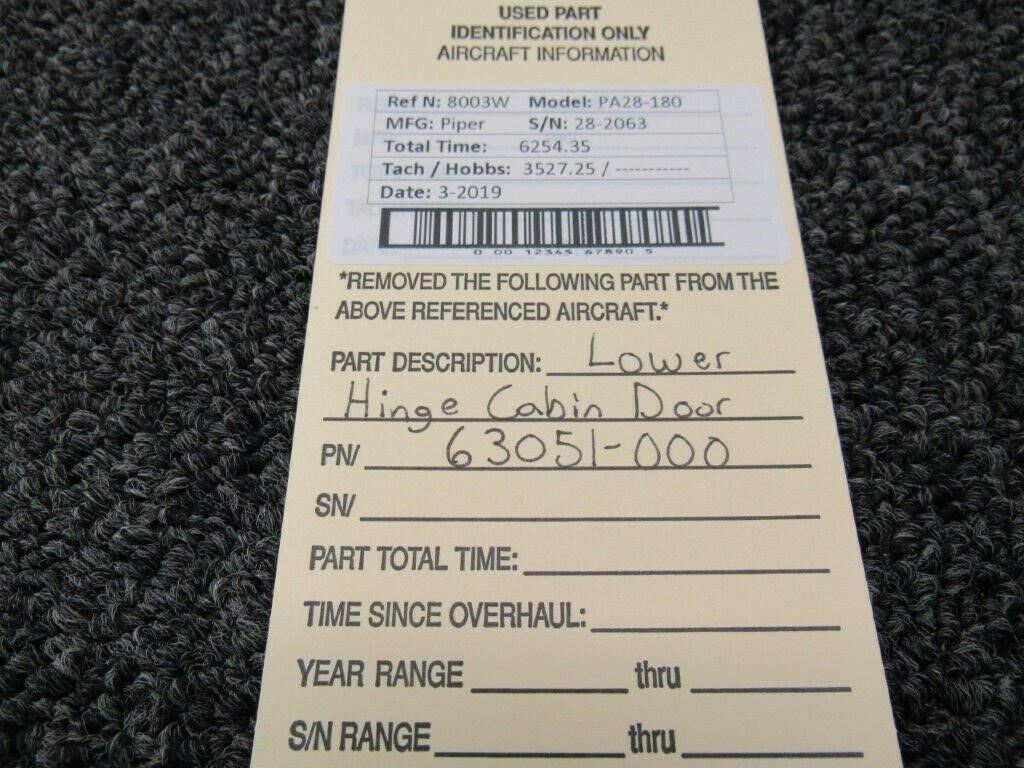 USED PART
IDENTIFICATION ONLY
AIRCRAFT INFORMATION
Ref N: 8003W Model: PA28-180
MFG: Piper S/N: 28-2063
Total Time: 6254.35
Tach / Hobbs: 3527.25 / -----------
Date: 3-2019
0 00 12345 67890 5
*REMOVED THE FOLLOWING PART FROM THE
ABOVE REFERENCED AIRCRAFT.*
PART DESCRIPTION: Lower
Hinge Cabin Door
PN/ 63051-000
SN/
PART TOTAL TIME:
TIME SINCE OVERHAUL:
YEAR RANGE thru
S/N RANGE thru